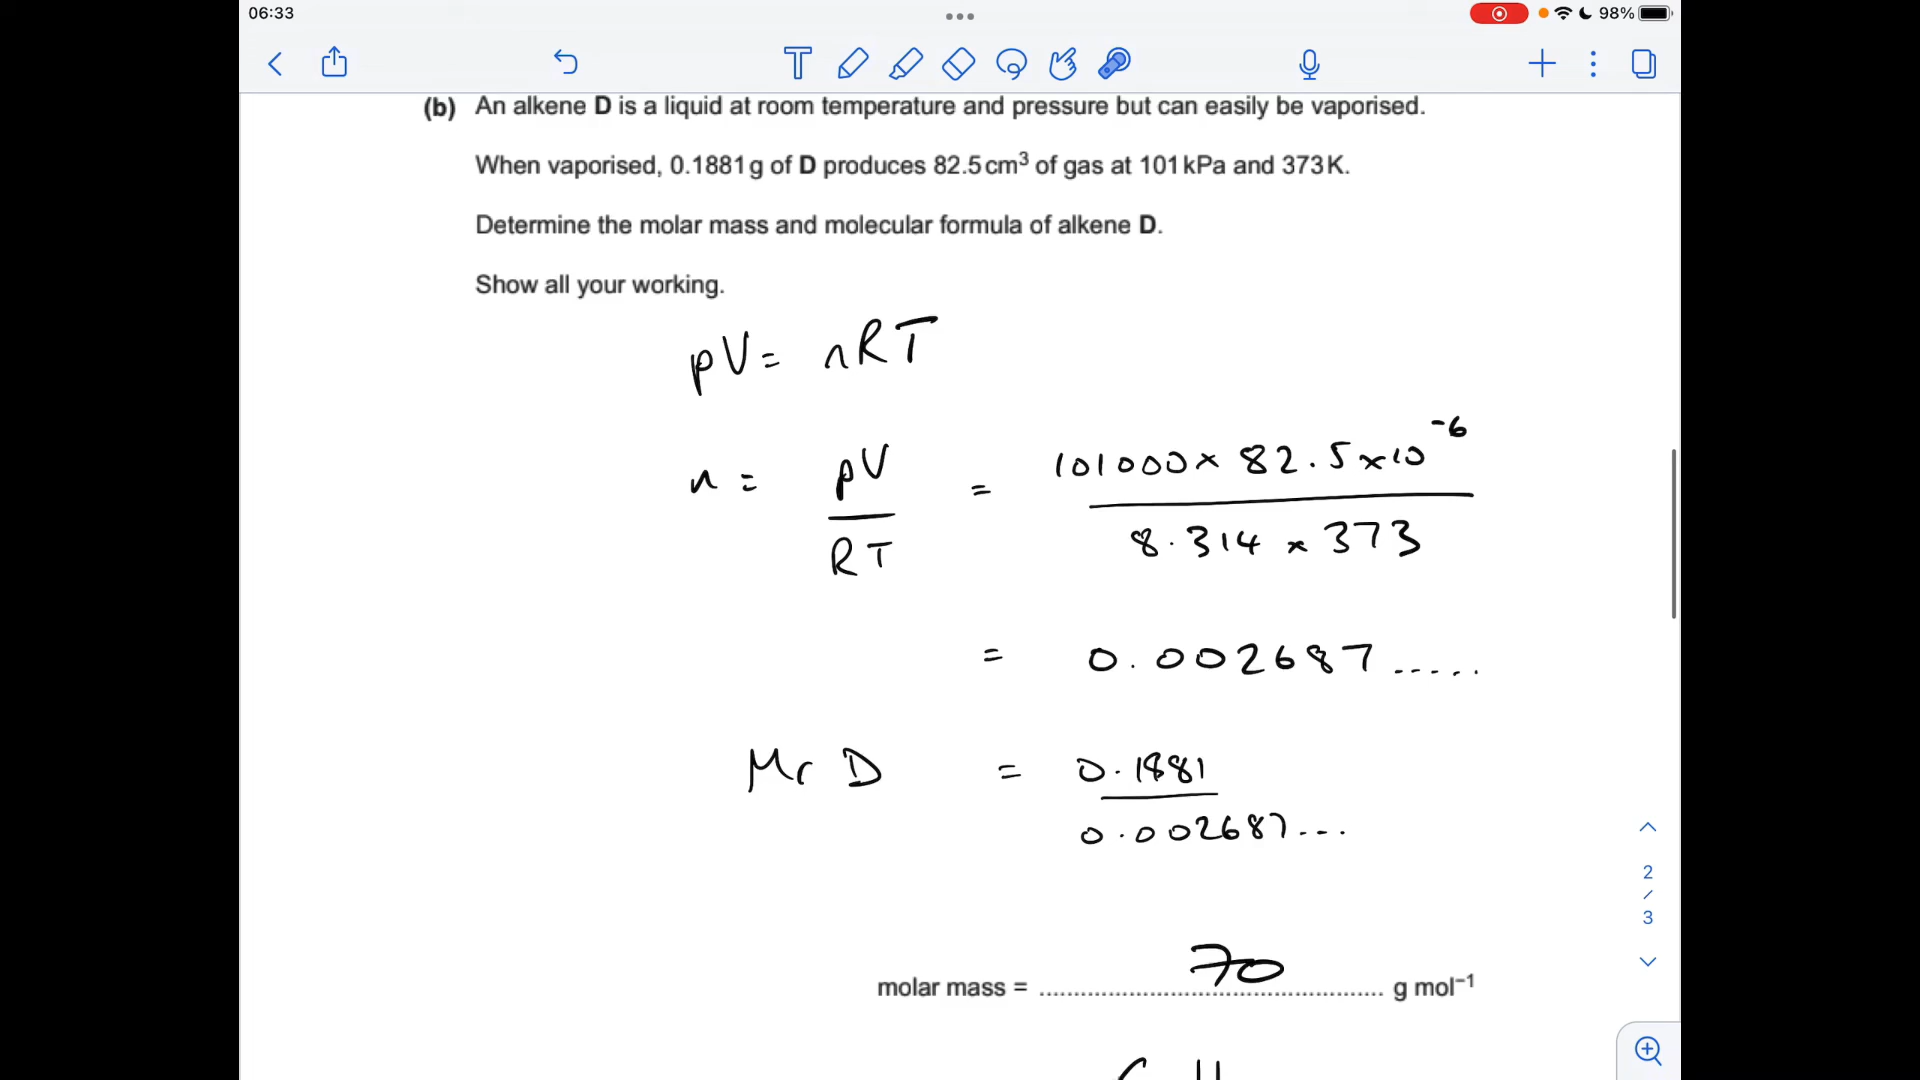 06:33
98%
(b) An alkene D is a liquid at room temperature and pressure but can easily be vaporised.
When vaporised, 0.1881 g of D produces 82.5 cm³ of gas at 101 kPa and 373 K.
Determine the molar mass and molecular formula of alkene D.
Show all your working.
pV = nRT
n = pV/RT = 101000 × 82.5 × 10⁻⁶ / 8.314 × 373
= 0.002687.....
Mr D = 0.1881 / 0.002687...
molar mass = 70 g mol⁻¹
2
/
3